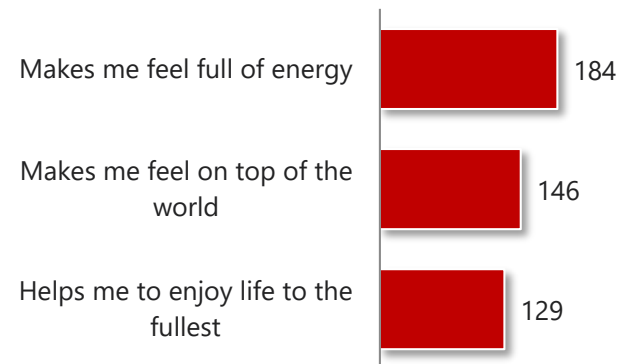 Makes me feel full of energy
184
Makes me feel on top of the
world
146
Helps me to enjoy life to the
fullest
129